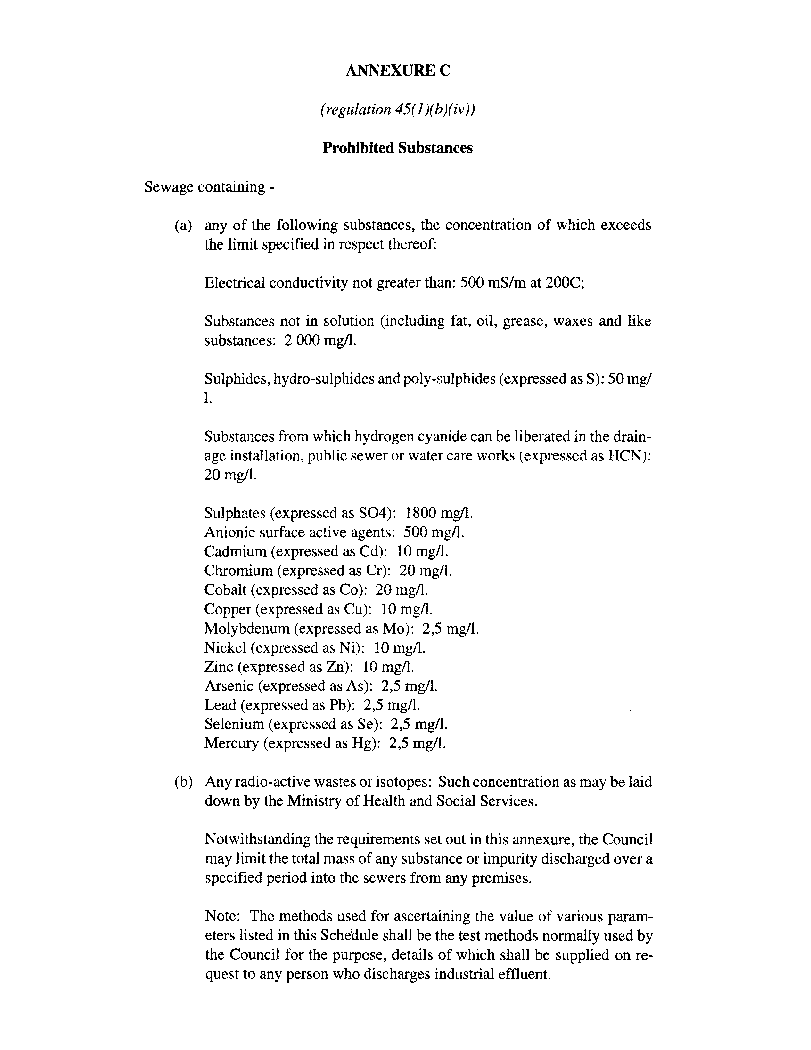 ANNEXURE C
(regulation 45(1)(b)(iv))
Prohibited Substances
Sewage containing -
(a) any of the following substances, the concentration of which exceeds
the limit specified in respect thereof:
Electrical conductivity not greater than: 500 mS/m at 200C;
Substances not in solution (including fat, oil, grease, waxes and like
substances: 2 000 mg/l.
Sulphides, hydro-sulphides and poly-sulphides (expressed as S): 50 mg/
l.
Substances from which hydrogen cyanide can be liberated in the drain-
age installation, public sewer or water care works (expressed as HCN):
20 mg/l.
Sulphates (expressed as SO4): 1800 mg/l.
Anionic surface active agents: 500 mg/l.
Cadmium (expressed as Cd): 10 mg/l.
Chromium (expressed as Cr): 20 mg/l.
Cobalt (expressed as Co): 20 mg/l.
Copper (expressed as Cu): 10 mg/l.
Molybdenum (expressed as Mo): 2,5 mg/l.
Nickel (expressed as Ni): 10 mg/l.
Zinc (expressed as Zn): 10 mg/l.
Arsenic (expressed as As): 2,5 mg/l.
Lead (expressed as Pb): 2,5 mg/l.
Selenium (expressed as Se): 2,5 mg/l.
Mercury (expressed as Hg): 2,5 mg/l.
(b) Any radio-active wastes or isotopes: Such concentration as may be laid
down by the Ministry of Health and Social Services.
Notwithstanding the requirements set out in this annexure, the Council
may limit the total mass of any substance or impurity discharged over a
specified period into the sewers from any premises.
Note: The methods used for ascertaining the value of various param-
eters listed in this Schedule shall be the test methods normally used by
the Council for the purpose, details of which shall be supplied on re-
quest to any person who discharges industrial effluent.